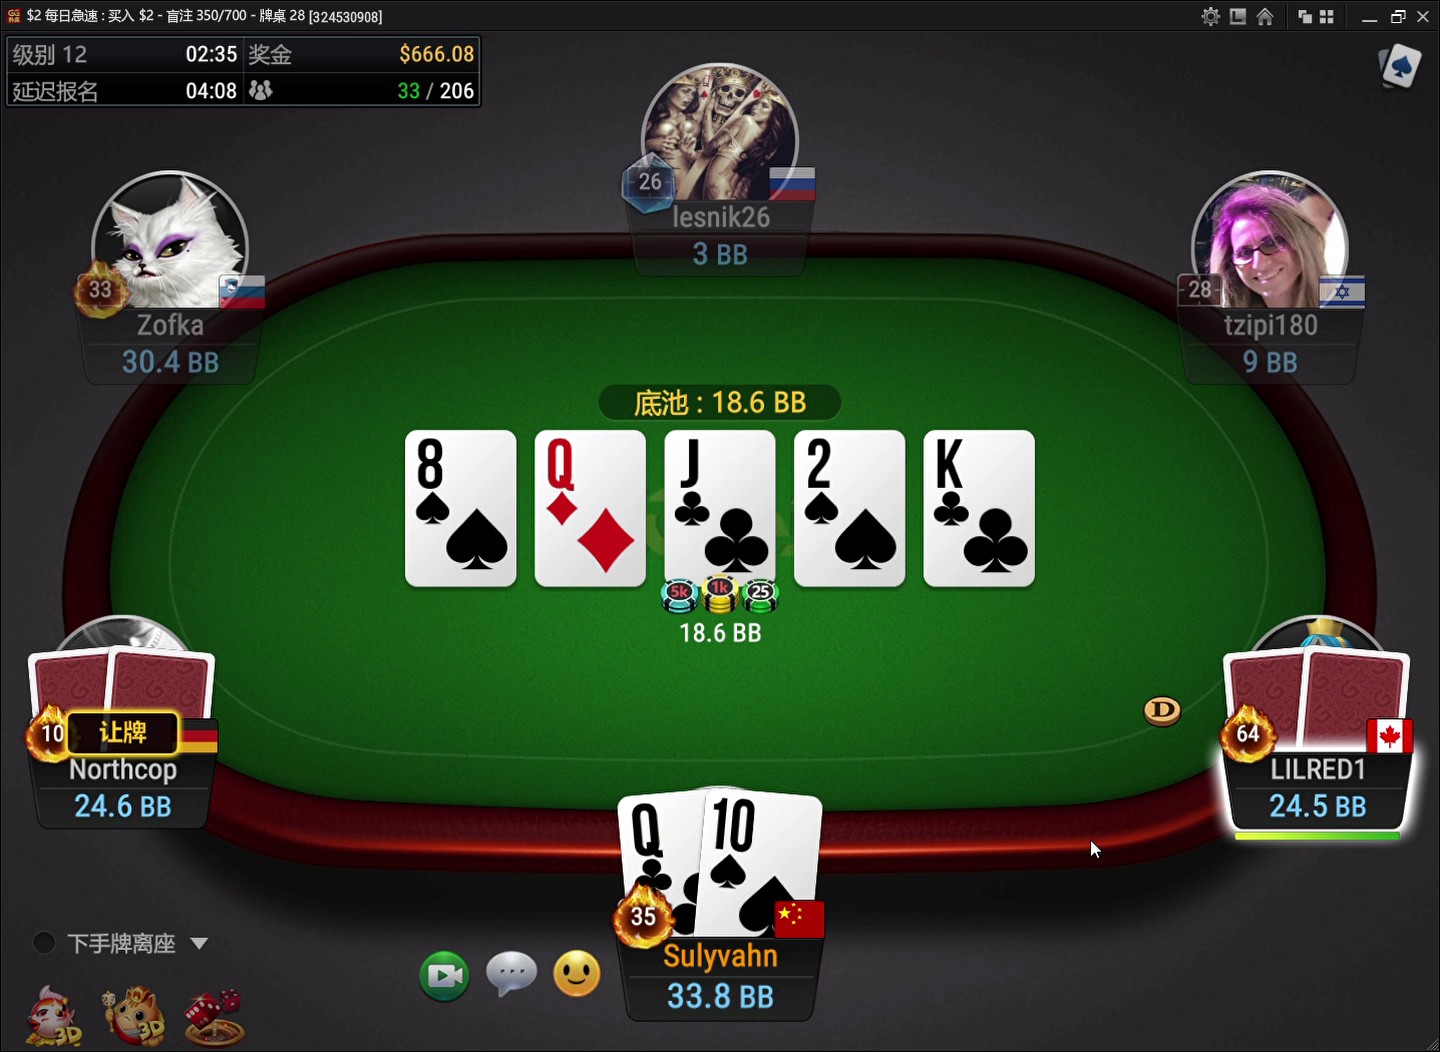 $2 每日急速 : 买入 $2 - 盲注 350/700 - 牌桌 28 [324530908]
级别 12 02:35 奖金 $666.08
延迟报名 04:08 33 / 206
26
lesnik26
3 BB
33
Zofka
30.4 BB
28
tzipi180
9 BB
底池 : 18.6 BB
8 Q J 2 K
5k 1k 25
18.6 BB
D
10 让牌
Northcop
24.6 BB
64
LILRED1
24.5 BB
Q 10
35
Sulyvahn
33.8 BB
下手牌离座
3D 3D